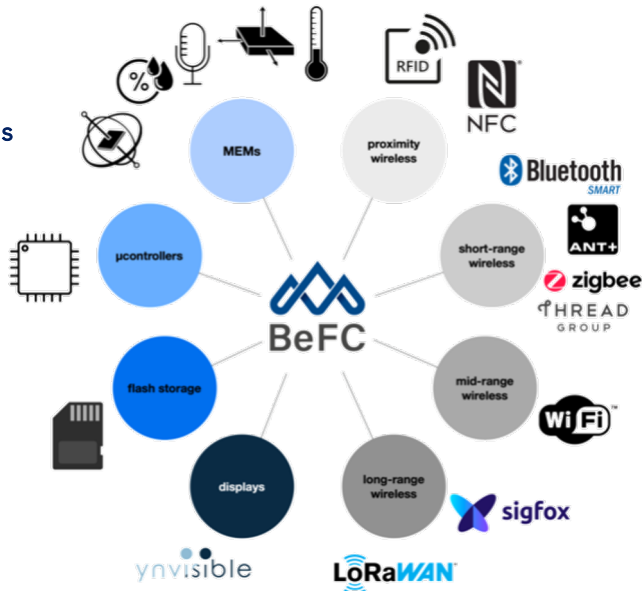 %
RFID
N
NFC
s
MEMs
proximity
wireless
Bluetooth
SMART
ANT+
µcontrollers
short-range
wireless
zigbee
THREAD
GROUP
BeFC
flash storage
mid-range
wireless
WiFi™
displays
long-range
wireless
sigfox
ynvisible
LoRaWAN